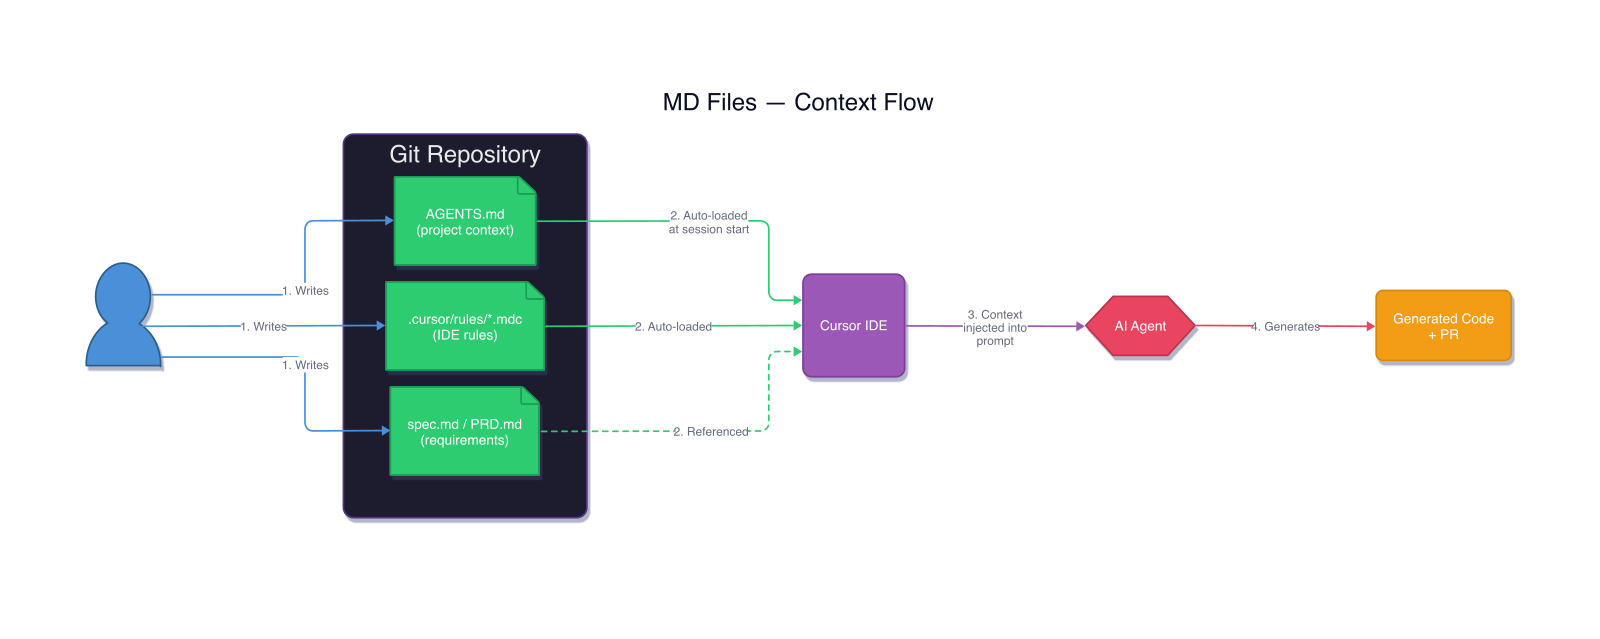 MD Files — Context Flow
Git Repository
AGENTS.md
(project context)
2. Auto-loaded
at session start
1. Writes
.cursor/rules/*.mdc
(IDE rules)
1. Writes
2. Auto-loaded
Cursor IDE
3. Context
injected into
prompt
AI Agent
4. Generates
Generated Code
+ PR
1. Writes
spec.md / PRD.md
(requirements)
2. Referenced